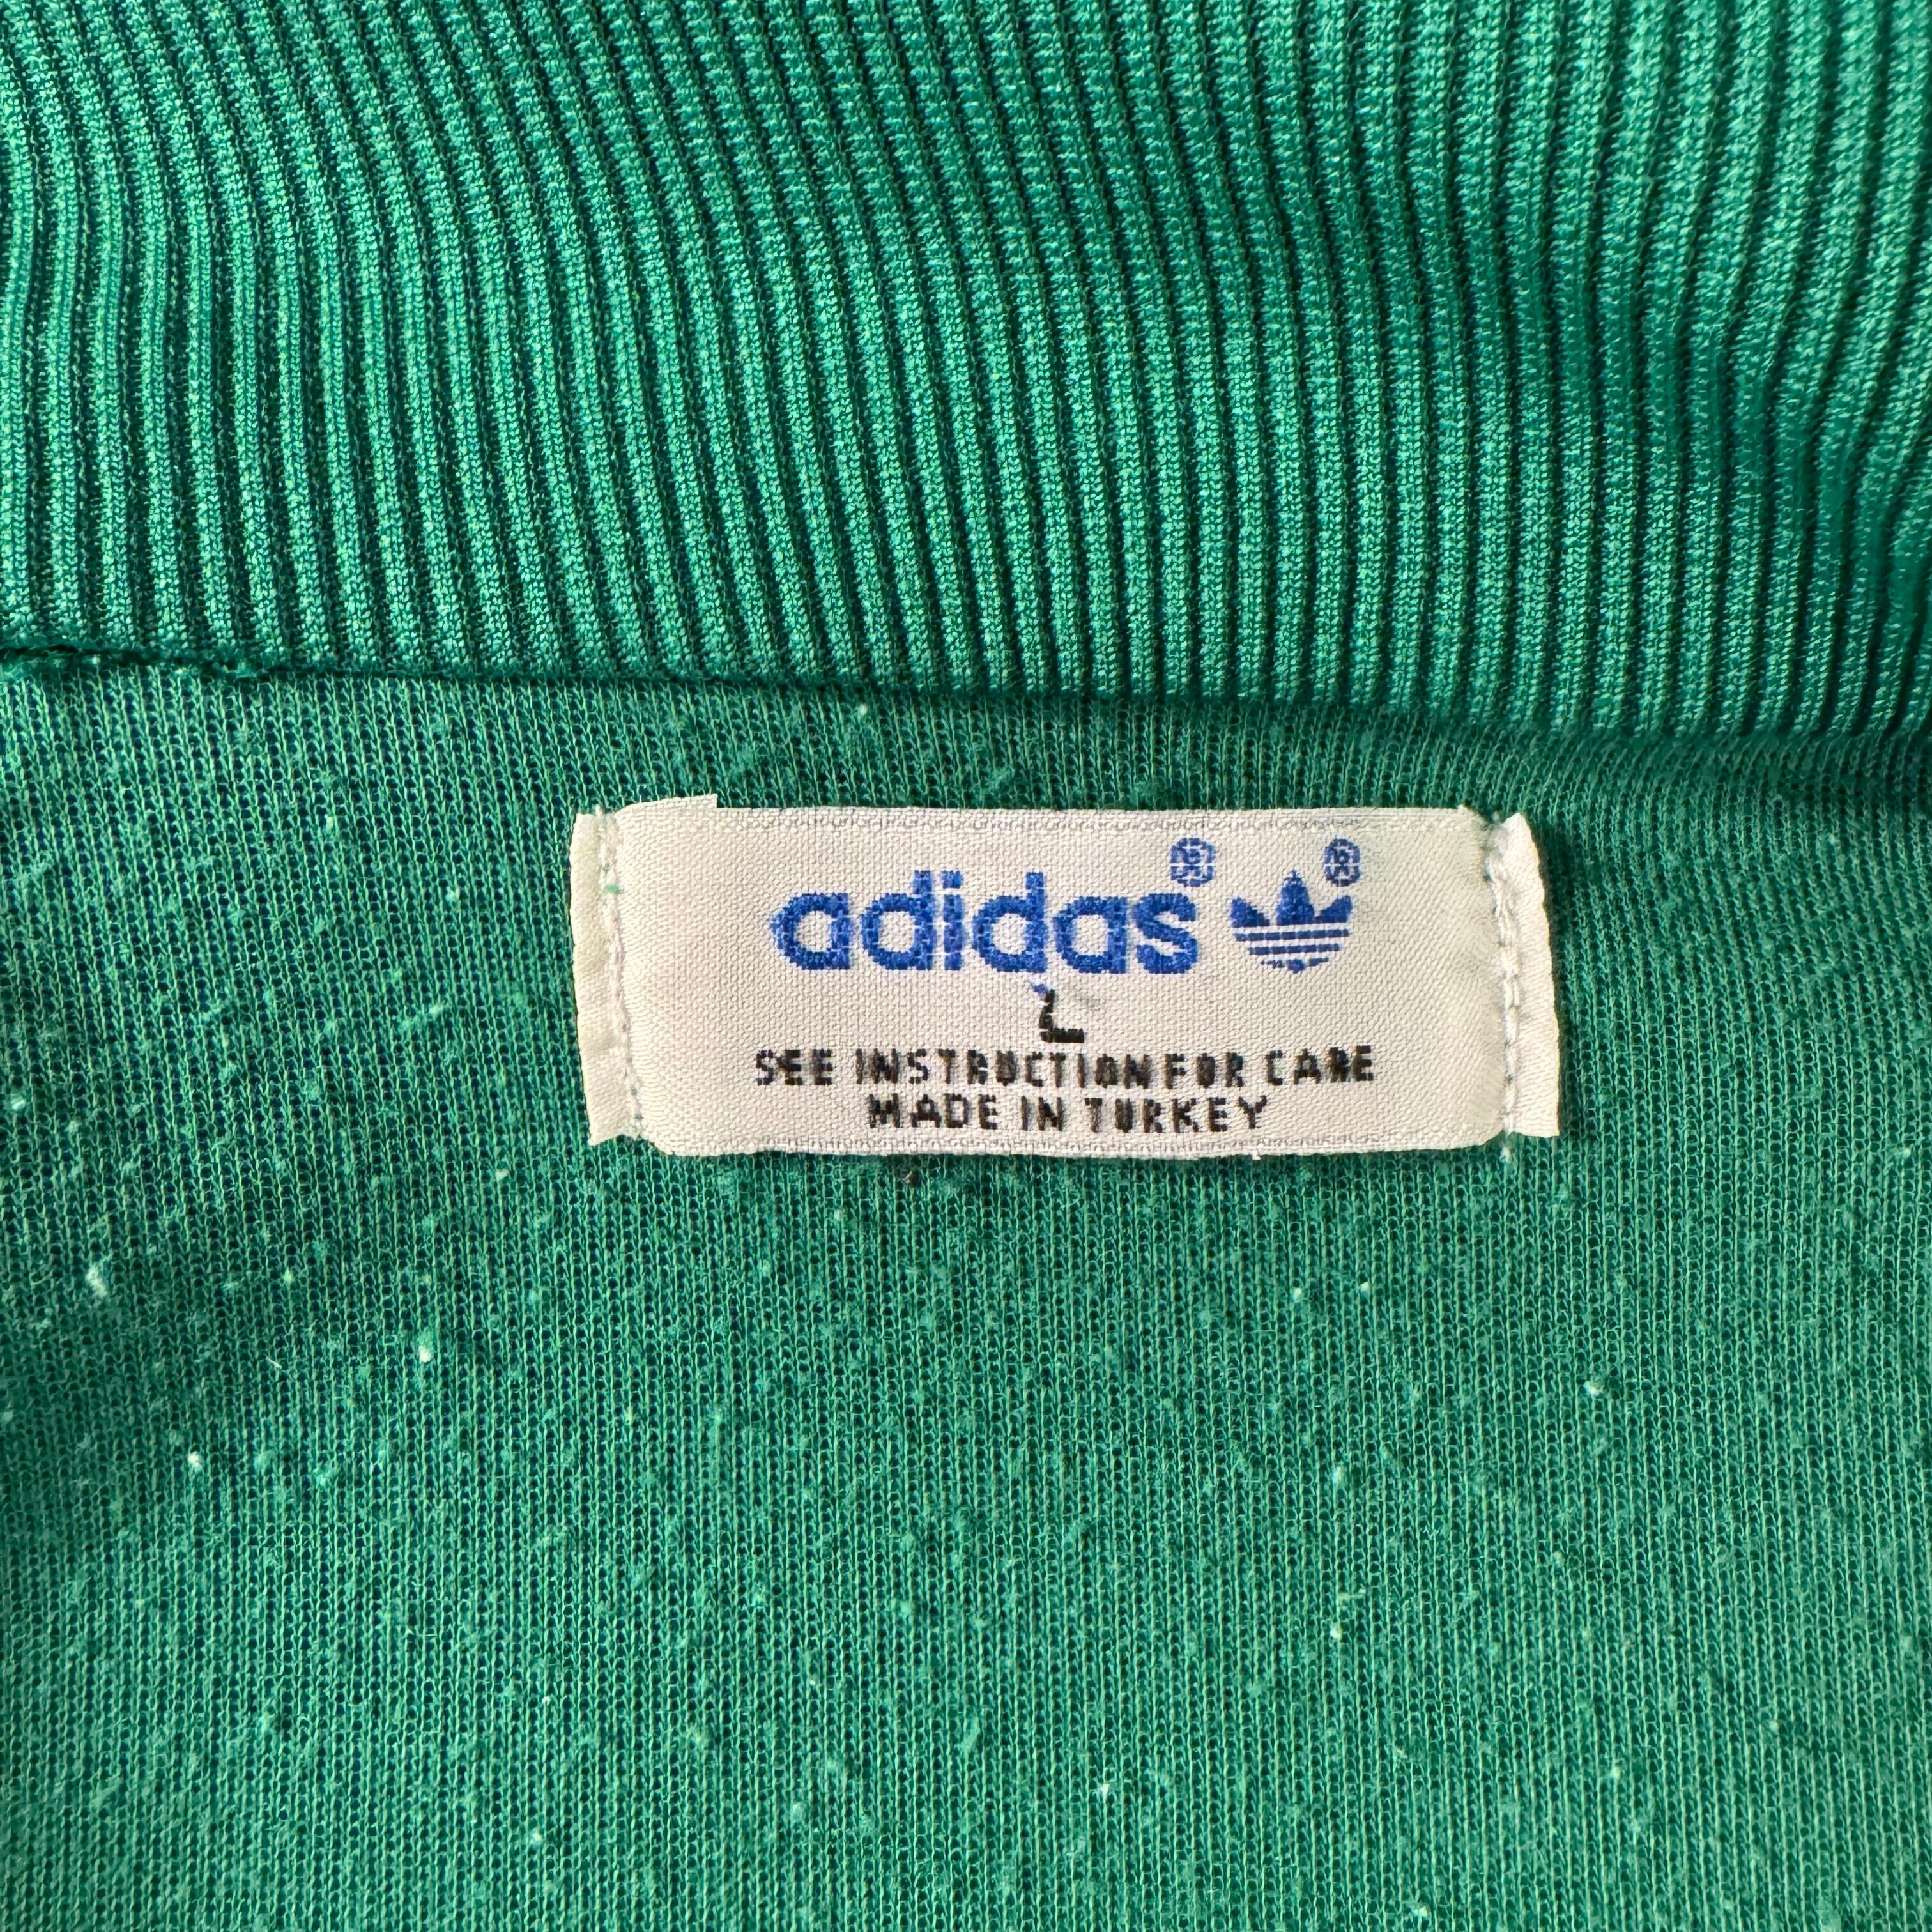 adidas® ®
L
SEE INSTRUCTION FOR CARE
MADE IN TURKEY